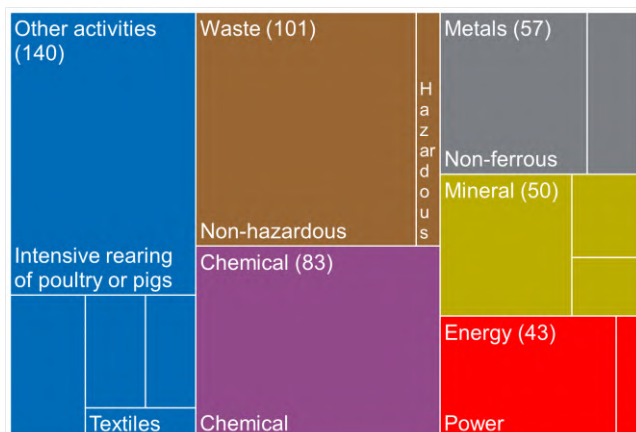 Other activities
(140)
Intensive rearing
of poultry or pigs
Textiles
Waste (101)
Non-hazardous
Hazardous
Chemical (83)
Chemical
Metals (57)
Non-ferrous
Mineral (50)
Energy (43)
Power